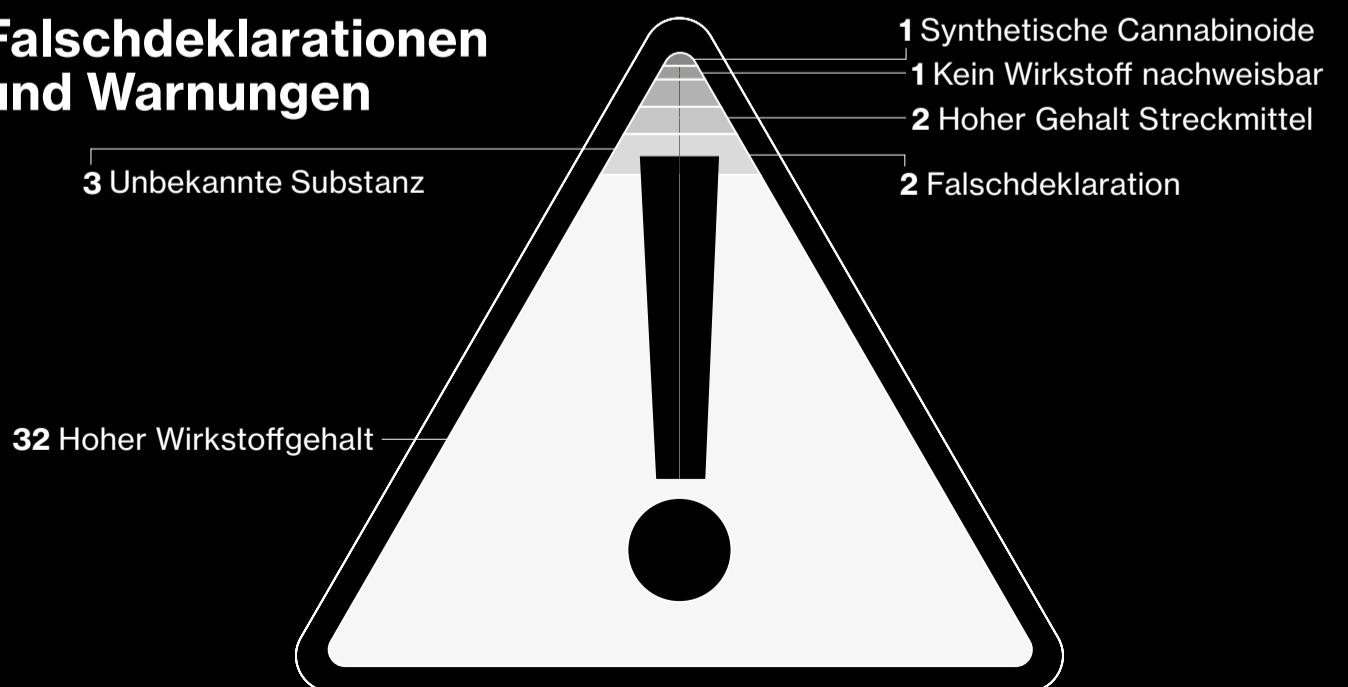 Falschdeklarationen
und Warnungen
1 Synthetische Cannabinoide
1 Kein Wirkstoff nachweisbar
2 Hoher Gehalt Streckmittel
3 Unbekannte Substanz
2 Falschdeklaration
32 Hoher Wirkstoffgehalt